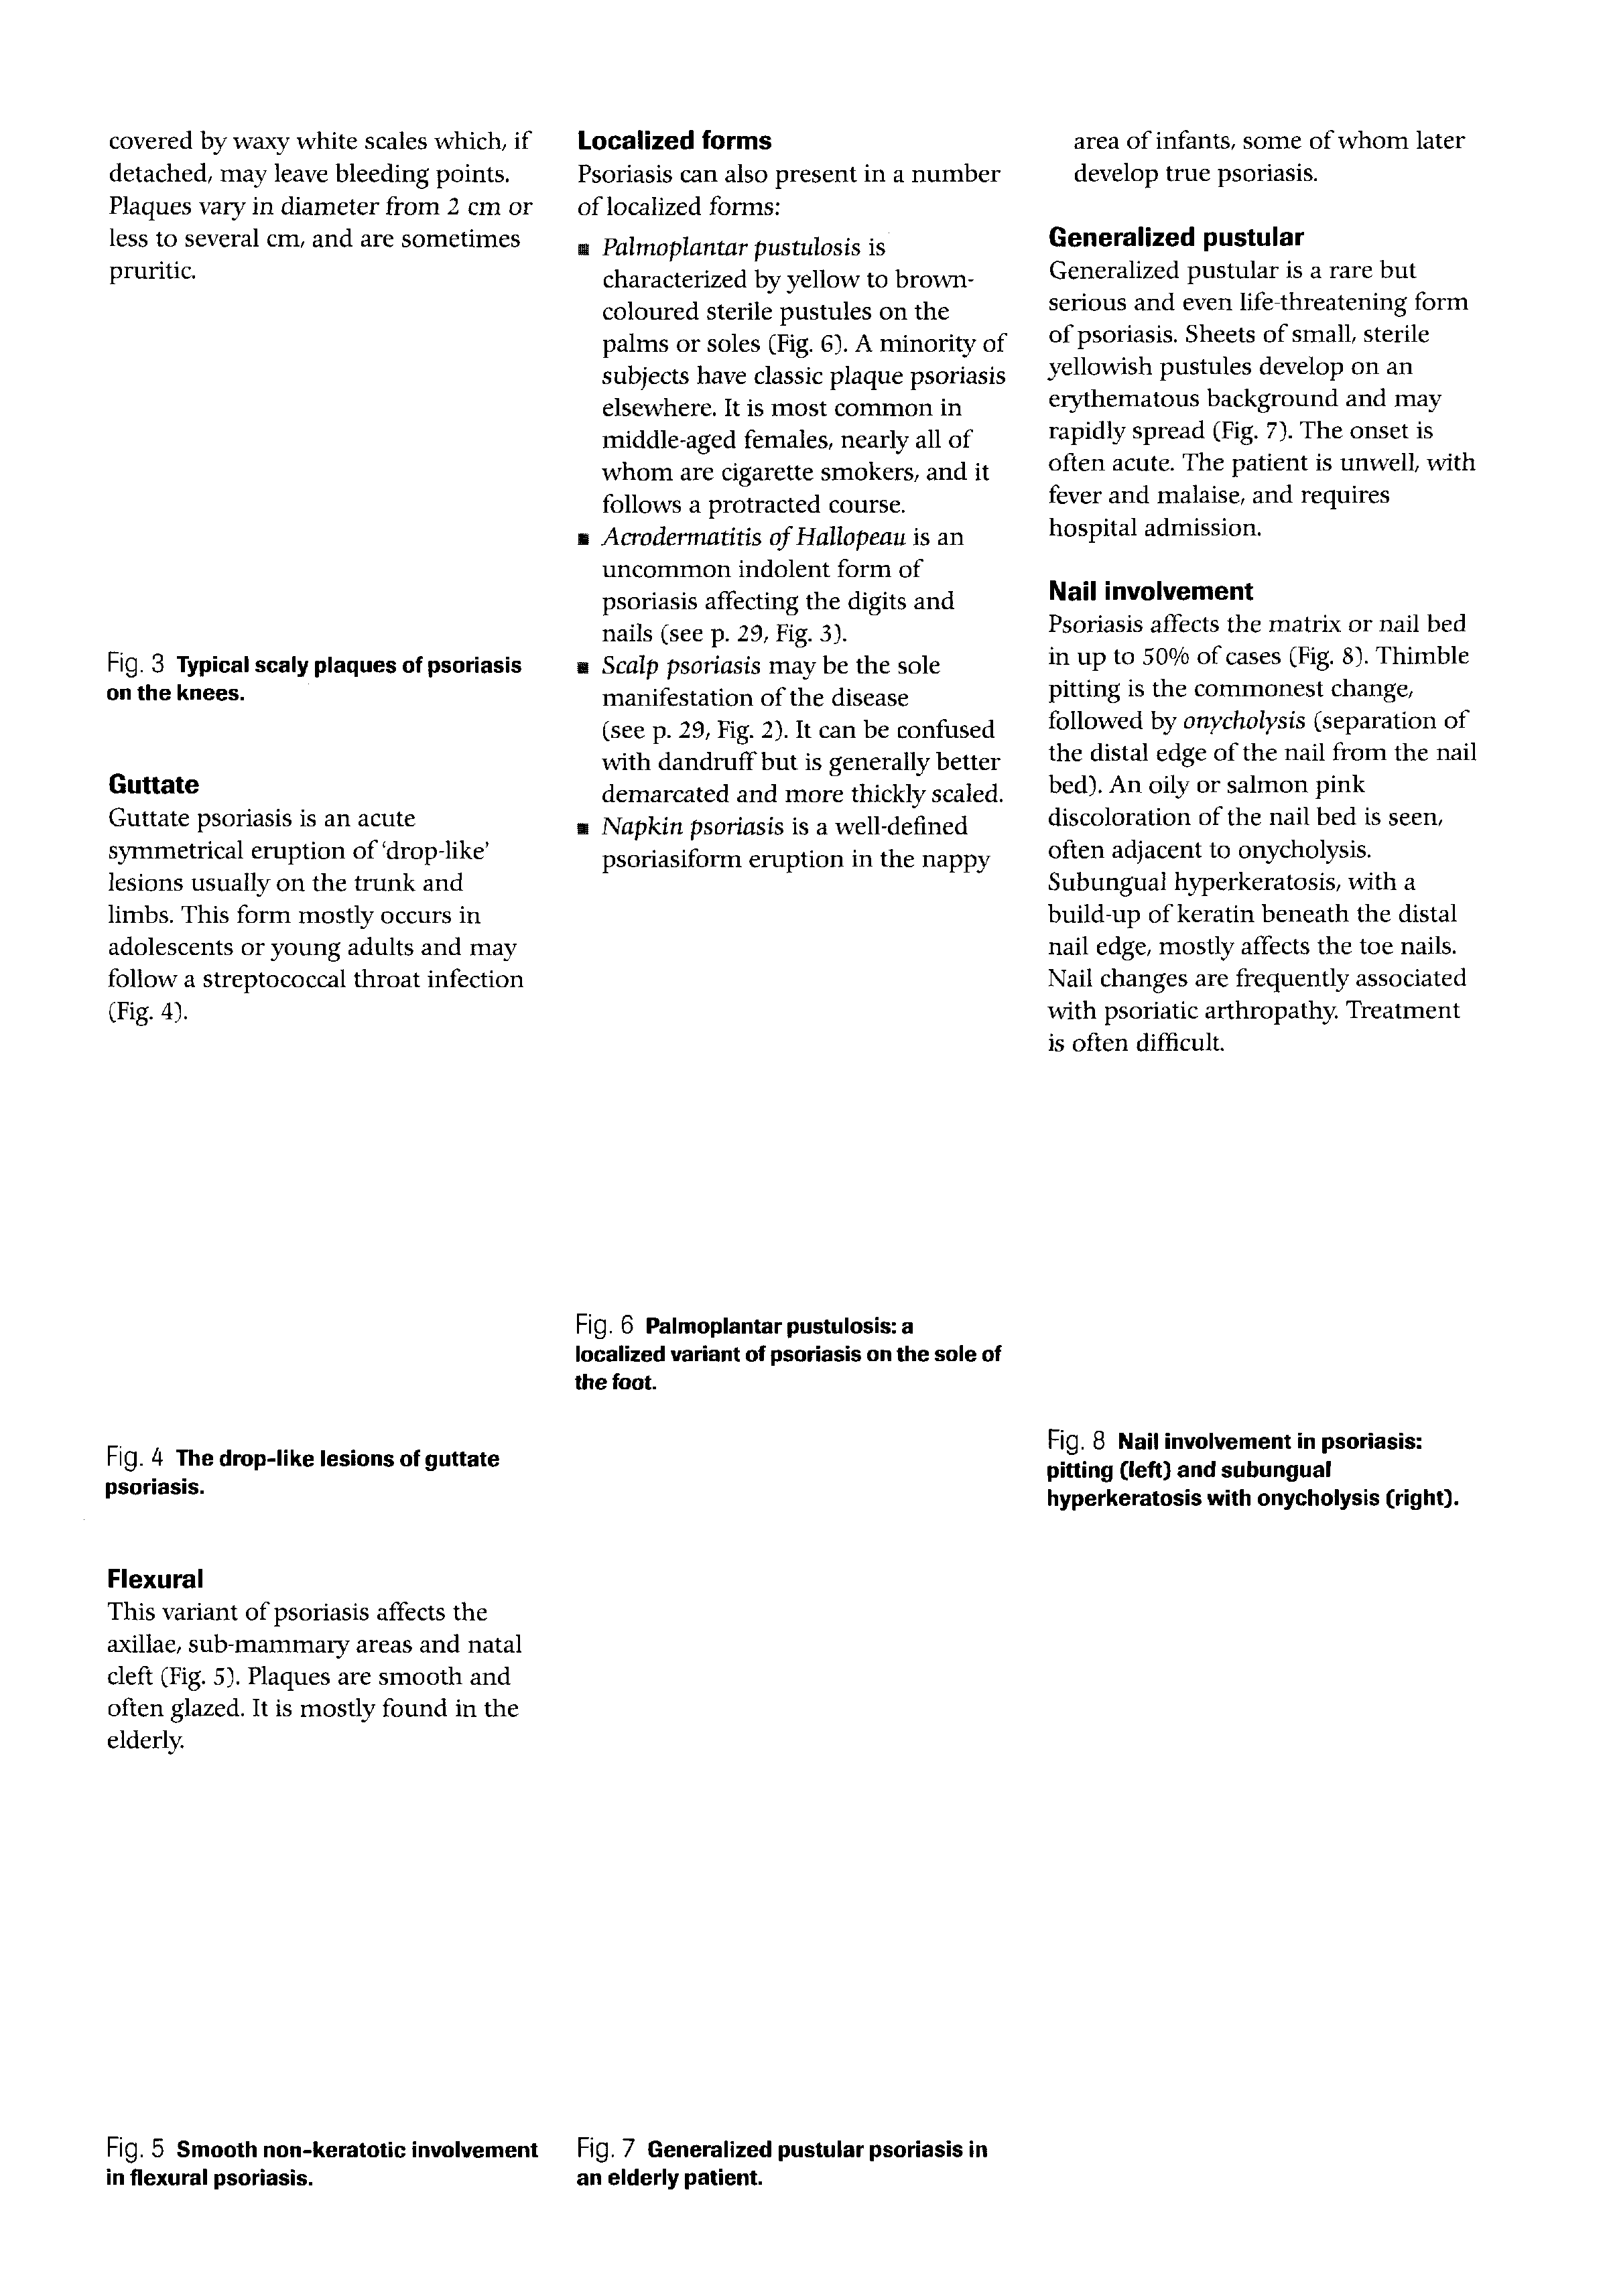 covered by waxy white scales which, if
detached, may leave bleeding points.
Plaques vary in diameter from 2 cm or
less to several cm, and are sometimes
pruritic.
Fig. 3 Typical scaly plaques of psoriasis
on the knees.
Guttate
Guttate psoriasis is an acute
symmetrical eruption of ‘drop-like’
lesions usually on the trunk and
limbs. This form mostly occurs in
adolescents or young adults and may
follow a streptococcal throat infection
(Fig. 4).
Fig. 4 The drop-like lesions of guttate
psoriasis.
Flexural
This variant of psoriasis affects the
axillae, sub-mammary areas and natal
cleft (Fig. 5). Plaques are smooth and
often glazed. It is mostly found in the
elderly.
Fig. 5 Smooth non-keratotic involvement
in flexural psoriasis.
Localized forms
Psoriasis can also present in a number
of localized forms:
■ Palmoplantar pustulosis is
characterized by yellow to brown-
coloured sterile pustules on the
palms or soles (Fig. 6). A minority of
subjects have classic plaque psoriasis
elsewhere. It is most common in
middle-aged females, nearly all of
whom are cigarette smokers, and it
follows a protracted course.
■ Acrodermatitis of Hallopeau is an
uncommon indolent form of
psoriasis affecting the digits and
nails (see p. 29, Fig. 3).
■ Scalp psoriasis may be the sole
manifestation of the disease
(see p. 29, Fig. 2). It can be confused
with dandruff but is generally better
demarcated and more thickly scaled.
■ Napkin psoriasis is a well-defined
psoriasiform eruption in the nappy
Fig. 6 Palmoplantar pustulosis: a
localized variant of psoriasis on the sole of
the foot.
Fig. 7 Generalized pustular psoriasis in
an elderly patient.
area of infants, some of whom later
develop true psoriasis.
Generalized pustular
Generalized pustular is a rare but
serious and even life-threatening form
of psoriasis. Sheets of small, sterile
yellowish pustules develop on an
erythematous background and may
rapidly spread (Fig. 7). The onset is
often acute. The patient is unwell, with
fever and malaise, and requires
hospital admission.
Nail involvement
Psoriasis affects the matrix or nail bed
in up to 50% of cases (Fig. 8). Thimble
pitting is the commonest change,
followed by onycholysis (separation of
the distal edge of the nail from the nail
bed). An oily or salmon pink
discoloration of the nail bed is seen,
often adjacent to onycholysis.
Subungual hyperkeratosis, with a
build-up of keratin beneath the distal
nail edge, mostly affects the toe nails.
Nail changes are frequently associated
with psoriatic arthropathy. Treatment
is often difficult.
Fig. 8 Nail involvement in psoriasis:
pitting (left) and subungual
hyperkeratosis with onycholysis (right).